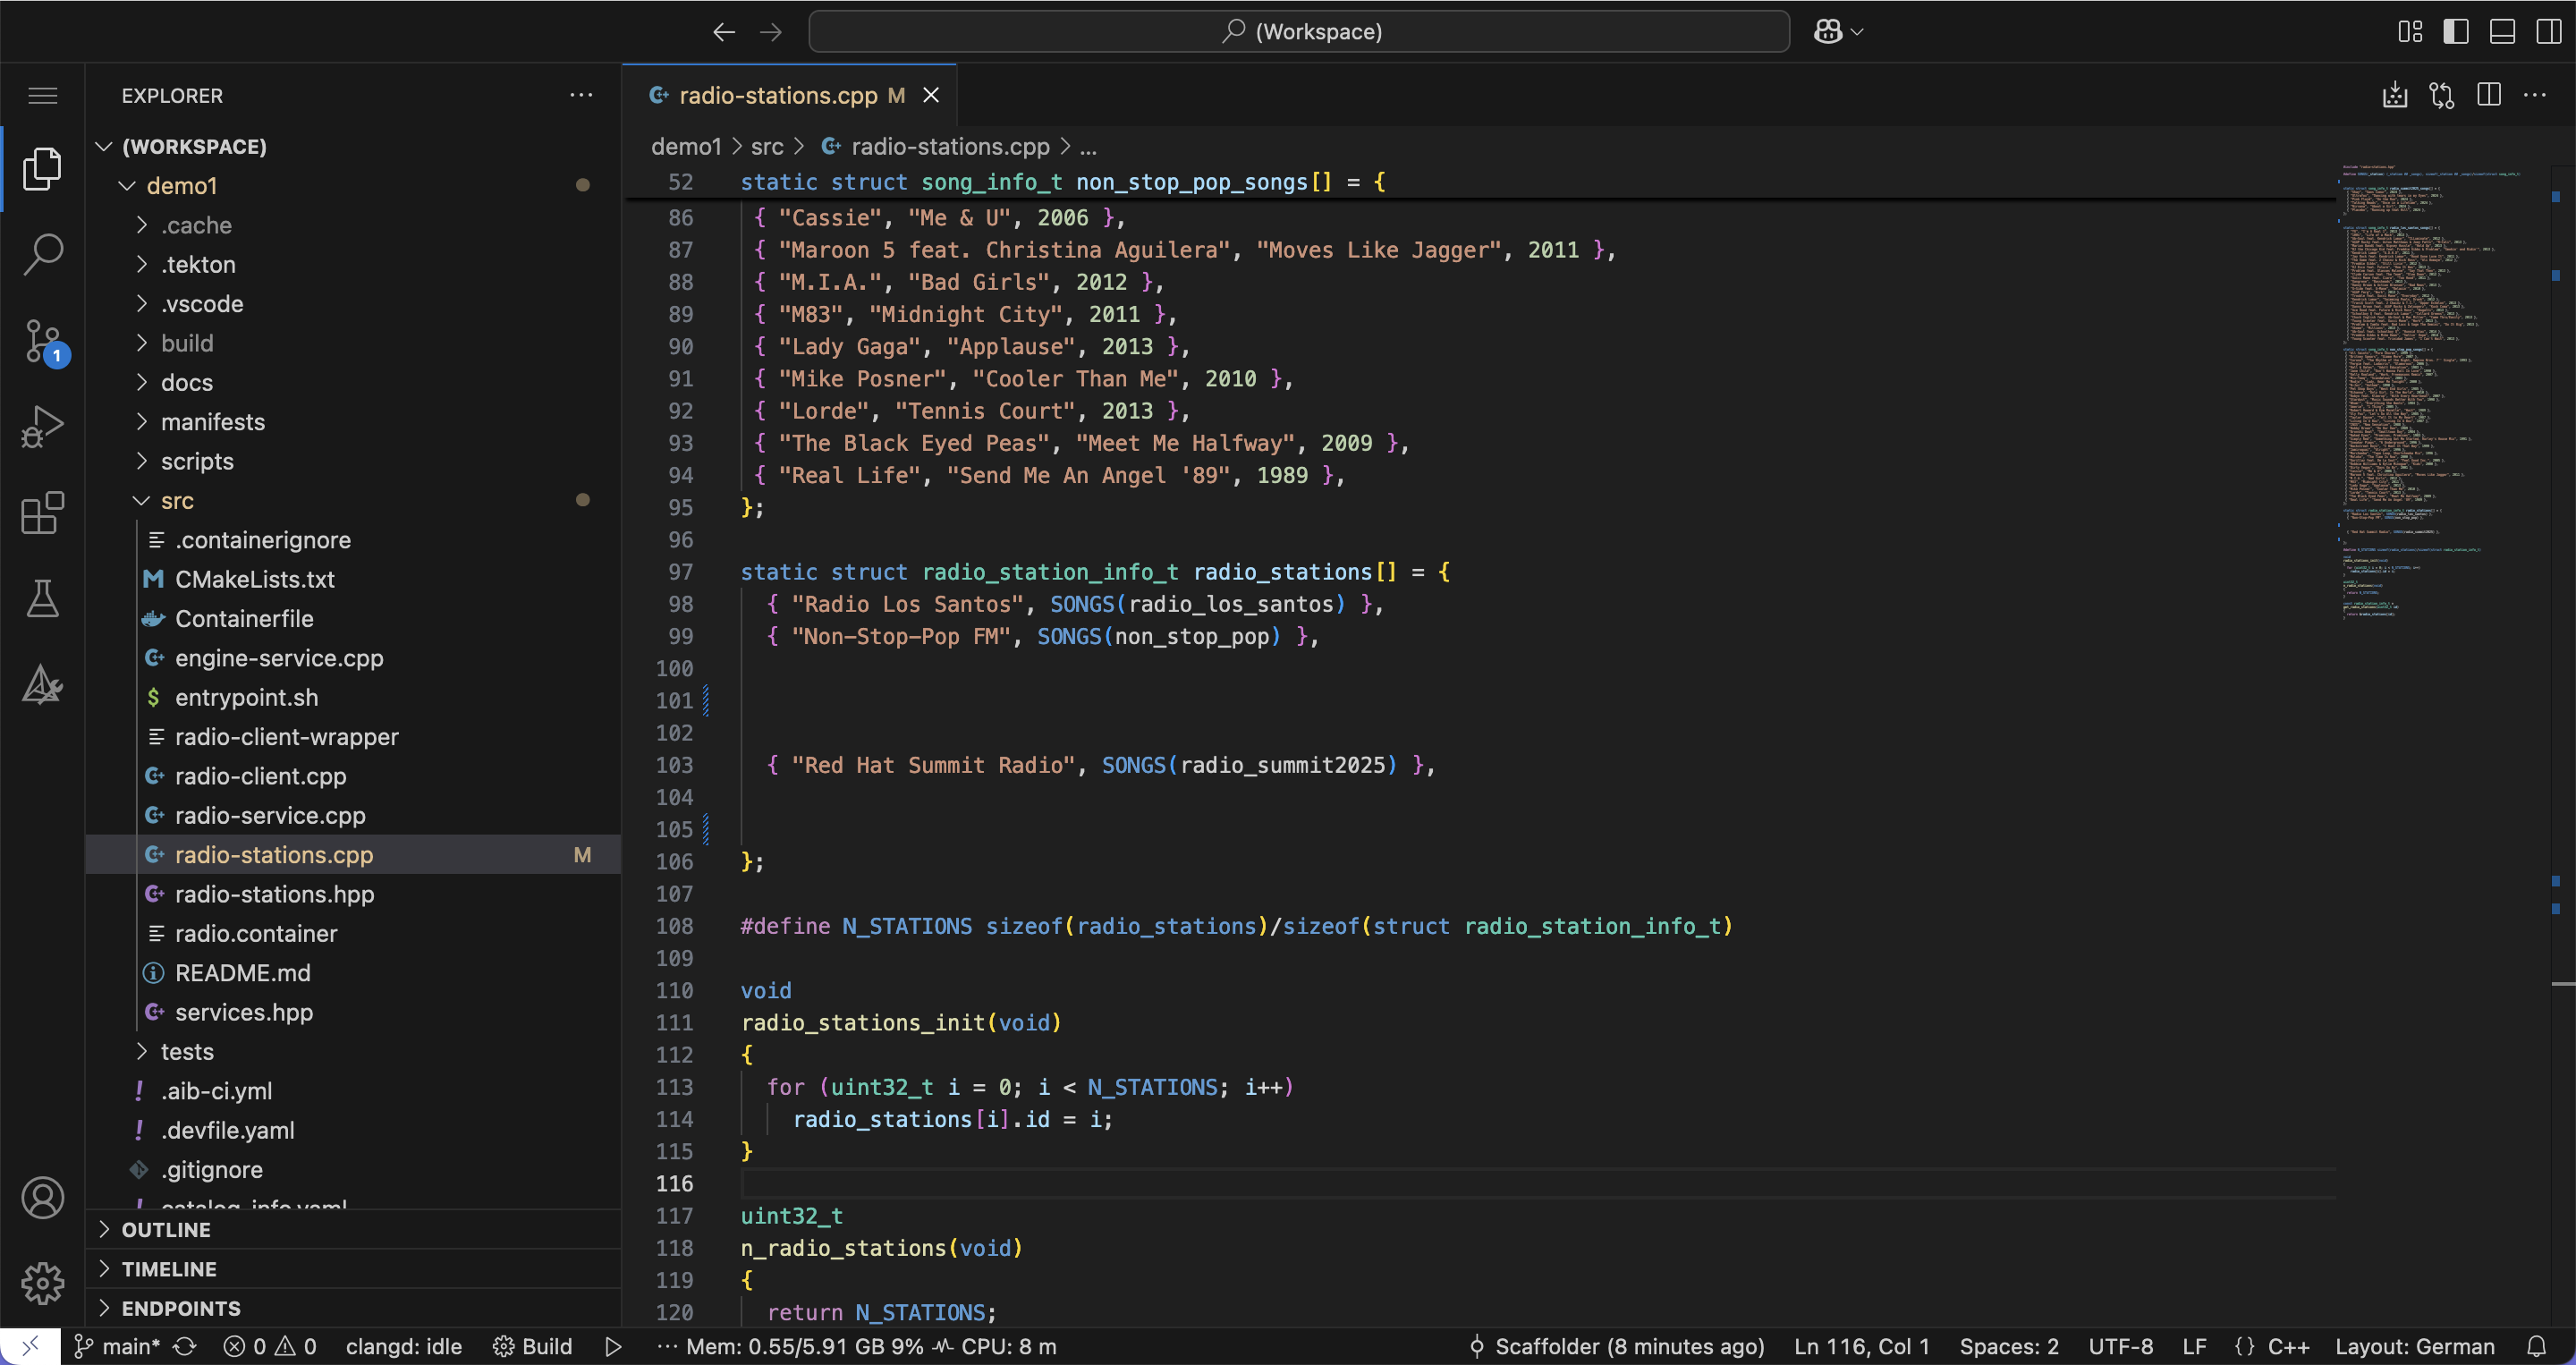 (Workspace)
EXPLORER
(WORKSPACE)
demo1
.cache
.tekton
.vscode
build
docs
manifests
scripts
src
.containerignore
CMakeLists.txt
Containerfile
engine-service.cpp
$ entrypoint.sh
radio-client-wrapper
radio-client.cpp
radio-service.cpp
radio-stations.cpp M
radio-stations.hpp
radio.container
README.md
services.hpp
tests
.aib-ci.yml
.devfile.yaml
.gitignore
catalog-info.yaml
OUTLINE
TIMELINE
ENDPOINTS
1
radio-stations.cpp M
demo1 > src > radio-stations.cpp > ...
52 static struct song_info_t non_stop_pop_songs[] = {
86 { "Cassie", "Me & U", 2006 },
87 { "Maroon 5 feat. Christina Aguilera", "Moves Like Jagger", 2011 },
88 { "M.I.A.", "Bad Girls", 2012 },
89 { "M83", "Midnight City", 2011 },
90 { "Lady Gaga", "Applause", 2013 },
91 { "Mike Posner", "Cooler Than Me", 2010 },
92 { "Lorde", "Tennis Court", 2013 },
93 { "The Black Eyed Peas", "Meet Me Halfway", 2009 },
94 { "Real Life", "Send Me An Angel '89", 1989 },
95 };
96
97 static struct radio_station_info_t radio_stations[] = {
98 { "Radio Los Santos", SONGS(radio_los_santos) },
99 { "Non-Stop-Pop FM", SONGS(non_stop_pop) },
100
101
102
103 { "Red Hat Summit Radio", SONGS(radio_summit2025) },
104
105
106 };
107
108 #define N_STATIONS sizeof(radio_stations)/sizeof(struct radio_station_info_t)
109
110 void
111 radio_stations_init(void)
112 {
113 for (uint32_t i = 0; i < N_STATIONS; i++)
114 radio_stations[i].id = i;
115 }
116
117 uint32_t
118 n_radio_stations(void)
119 {
120 return N_STATIONS;
main* 0 0 clangd: idle Build ··· Mem: 0.55/5.91 GB 9% CPU: 8 m Scaffolder (8 minutes ago) Ln 116, Col 1 Spaces: 2 UTF-8 LF {} C++ Layout: German